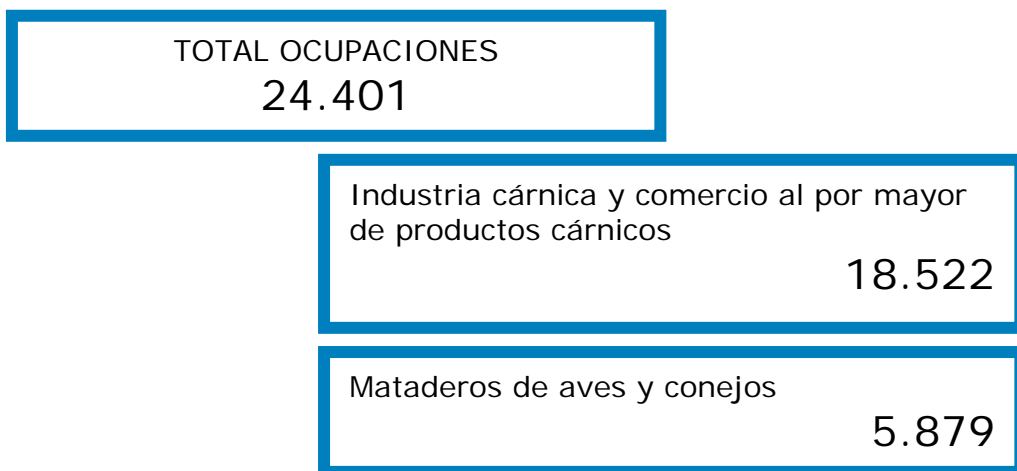 TOTAL OCUPACIONES
24.401
Industria cárnica y comercio al por mayor
de productos cárnicos
18.522
Mataderos de aves y conejos
5.879